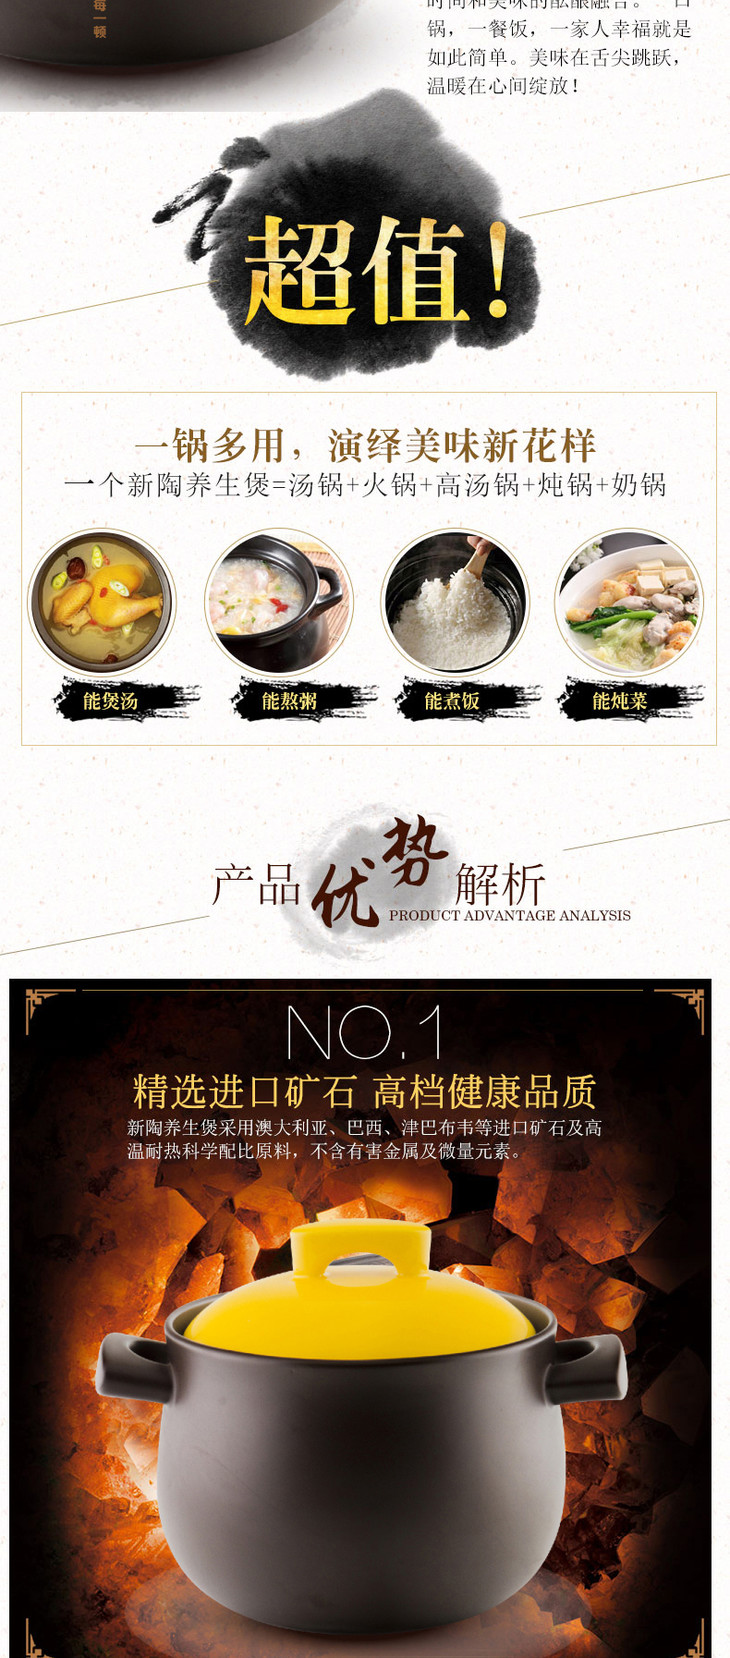 每一顿
时间和美味的酝酿融合。一口
锅，一餐饭，一家人幸福就是
如此简单。美味在舌尖跳跃，
温暖在心间绽放！
超值！
一锅多用，演绎美味新花样
一个新陶养生煲=汤锅+火锅+高汤锅+炖锅+奶锅
能煲汤
能熬粥
能煮饭
能炖菜
产品优势解析
PRODUCT ADVANTAGE ANALYSIS
NO.1
精选进口矿石 高档健康品质
新陶养生煲采用澳大利亚、巴西、津巴布韦等进口矿石及高
温耐热科学配比原料，不含有害金属及微量元素。